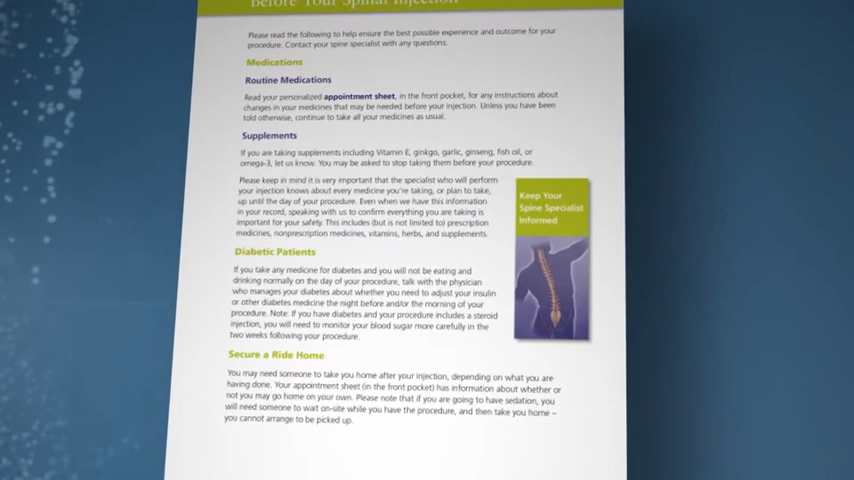 Before Your Spinal Injection
Please read the following to help ensure the best possible experience and outcome for your
procedure. Contact your spine specialist with any questions.
Medications
Routine Medications
Read your personalized appointment sheet, in the front pocket, for any instructions about
changes in your medicines that may be needed before your injection. Unless you have been
told otherwise, continue to take all your medicines as usual.
Supplements
If you are taking supplements including Vitamin E, ginkgo, garlic, ginseng, fish oil, or
omega-3, let us know. You may be asked to stop taking them before your procedure.
Please keep in mind it is very important that the specialist who will perform
your injection knows about every medicine you're taking, or plan to take,
up until the day of your procedure. Even when we have this information
in your record, speaking with us to confirm everything you are taking is
important for your safety. This includes (but is not limited to) prescription
medicines, nonprescription medicines, vitamins, herbs, and supplements.
Keep Your
Spine Specialist
Informed
Diabetic Patients
If you take any medicine for diabetes and you will not be eating and
drinking normally on the day of your procedure, talk with the physician
who manages your diabetes about whether you need to adjust your insulin
or other diabetes medicine the night before and/or the morning of your
procedure. Note: If you have diabetes and your procedure includes a steroid
injection, you will need to monitor your blood sugar more carefully in the
two weeks following your procedure.
Secure a Ride Home
You may need someone to take you home after your injection, depending on what you are
having done. Your appointment sheet (in the front pocket) has information about whether or
not you may go home on your own. Please note that if you are going to have sedation, you
will need someone to wait on-site while you have the procedure, and then take you home –
you cannot arrange to be picked up.